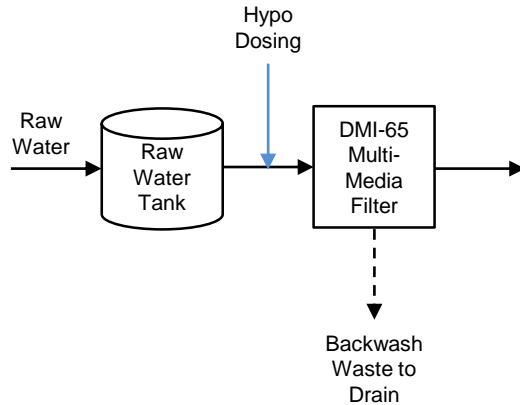 Hypo
Dosing
Raw
Water
Raw
Water
Tank
DMI-65
Multi-
Media
Filter
Backwash
Waste to
Drain